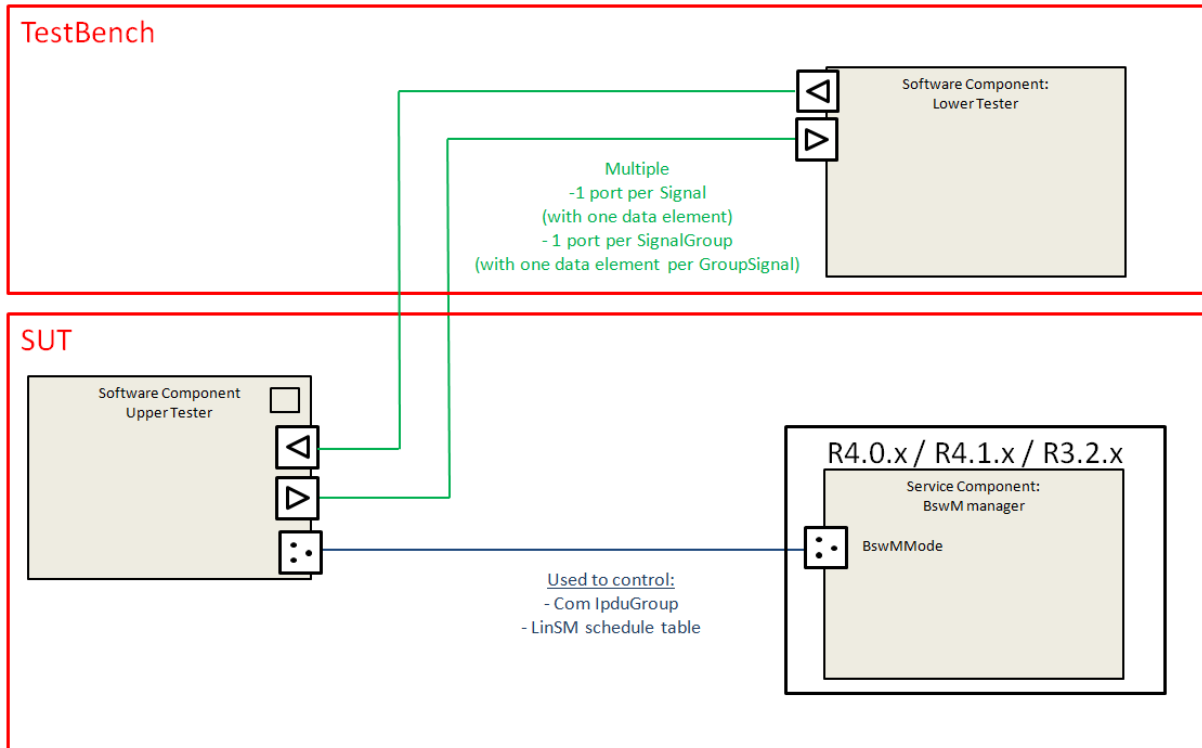 TestBench
Software Component:
Lower Tester
Multiple
-1 port per Signal
(with one data element)
- 1 port per SignalGroup
(with one data element per GroupSignal)
SUT
Software Component
Upper Tester
R4.0.x / R4.1.x / R3.2.x
Service Component:
BswM manager
BswMMode
Used to control:
- Com IpduGroup
- LinSM schedule table